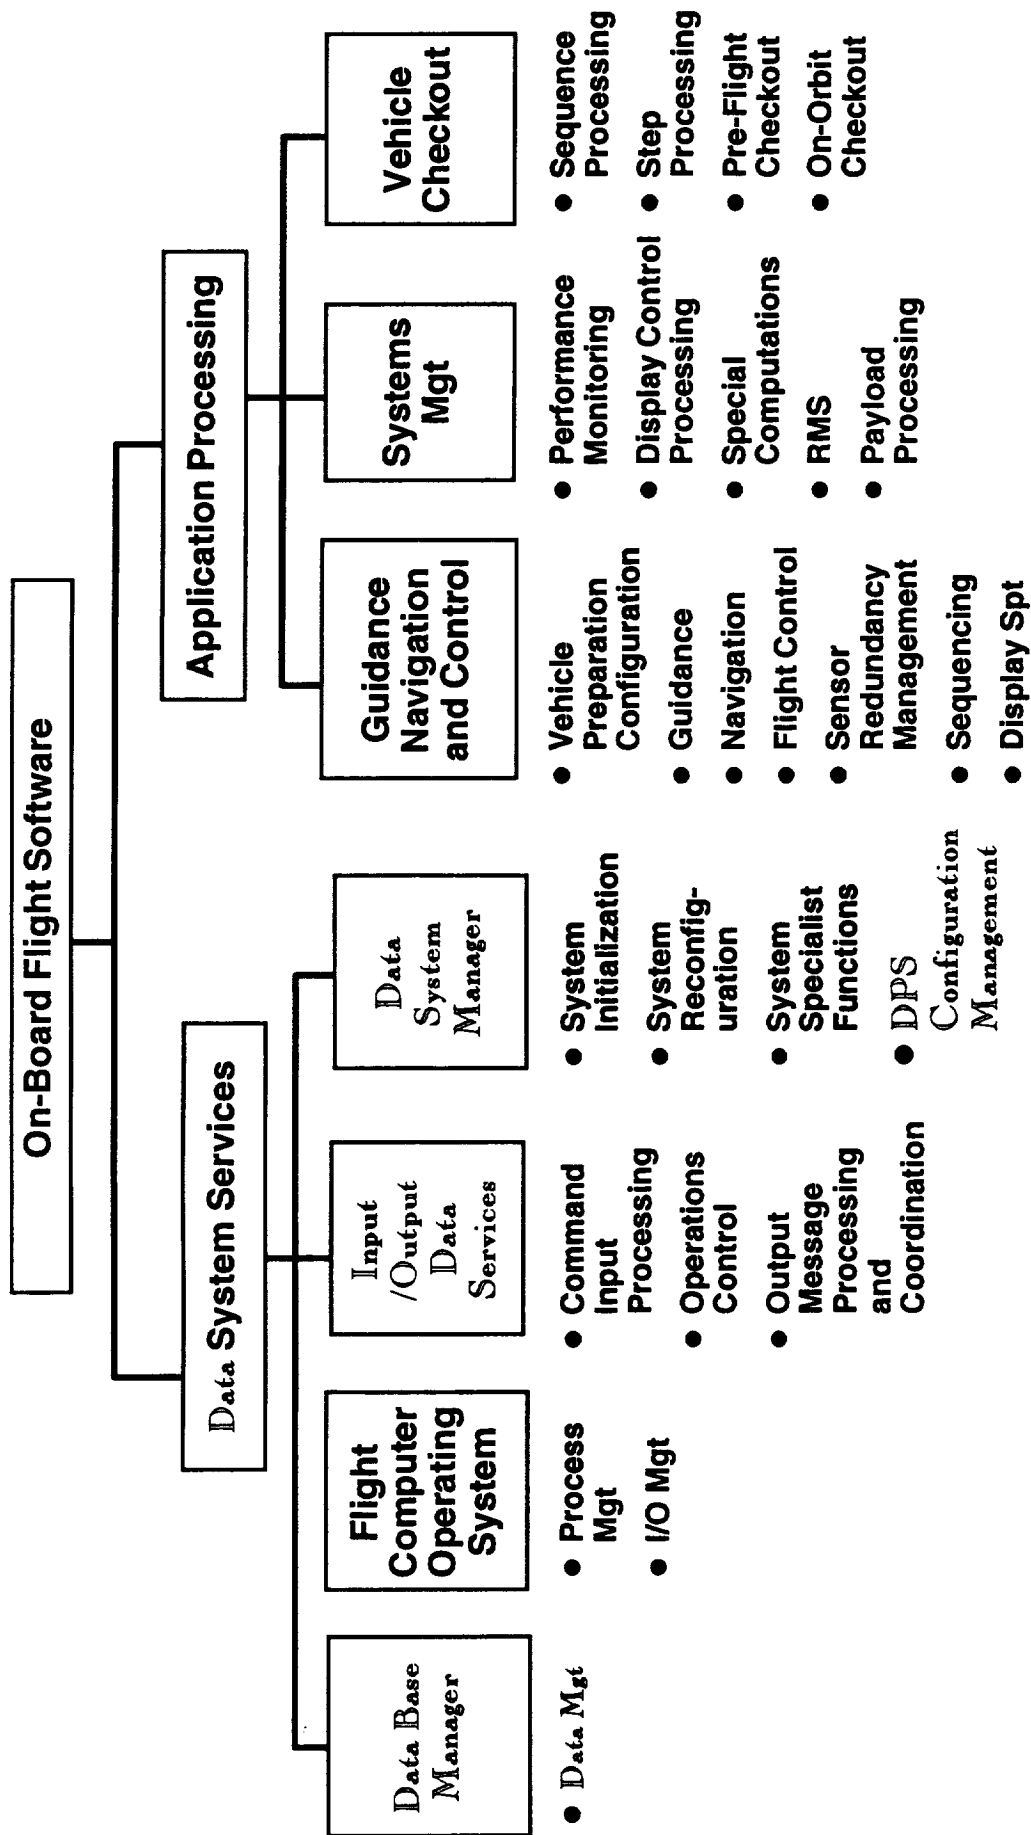 On-Board Flight Software
Data System Services
Application Processing
Data Base
Manager
Flight
Computer
Operating
System
Input
/Output
Data
Services
Data
System
Manager
Guidance
Navigation
and Control
Systems
Mgt
Vehicle
Checkout
● Data Mgt
● Process
Mgt
● I/O Mgt
● Command
Input
Processing
● Operations
Control
● Output
Message
Processing
and
Coordination
● System
Initialization
● System
Reconfig-
uration
● System
Specialist
Functions
● DPS
Configuration
Management
● Vehicle
Preparation
Configuration
● Guidance
● Navigation
● Flight Control
● Sensor
Redundancy
Management
● Sequencing
● Display Spt
● Performance
Monitoring
● Display Control
Processing
● Special
Computations
● RMS
● Payload
Processing
● Sequence
Processing
● Step
Processing
● Pre-Flight
Checkout
● On-Orbit
Checkout